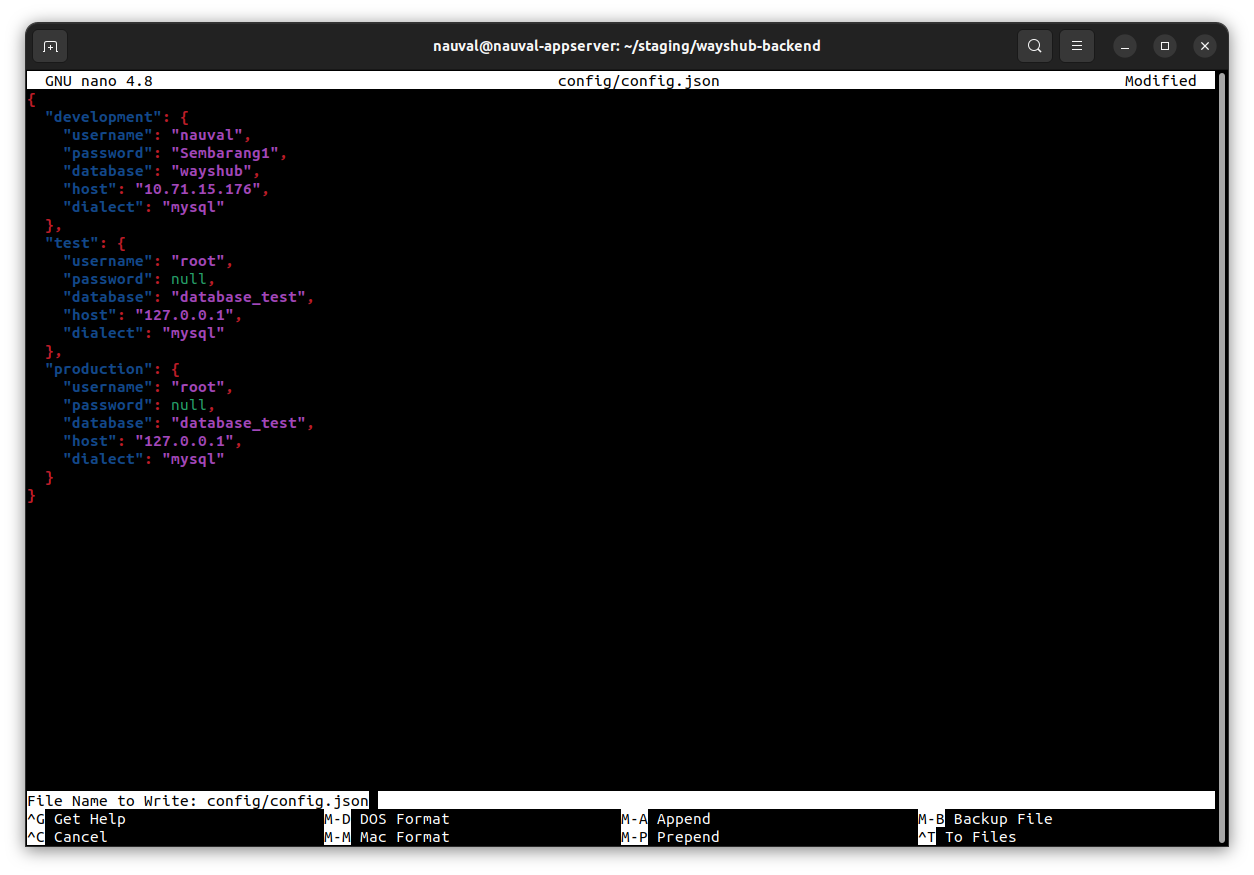 nauval@nauval-appserver: ~/staging/wayshub-backend
GNU nano 4.8 config/config.json Modified
{
  "development": {
    "username": "nauval",
    "password": "Sembarang1",
    "database": "wayshub",
    "host": "10.71.15.176",
    "dialect": "mysql"
  },
  "test": {
    "username": "root",
    "password": null,
    "database": "database_test",
    "host": "127.0.0.1",
    "dialect": "mysql"
  },
  "production": {
    "username": "root",
    "password": null,
    "database": "database_test",
    "host": "127.0.0.1",
    "dialect": "mysql"
  }
}
File Name to Write: config/config.json
^G Get Help M-D DOS Format M-A Append M-B Backup File
^C Cancel M-M Mac Format M-P Prepend ^T To Files